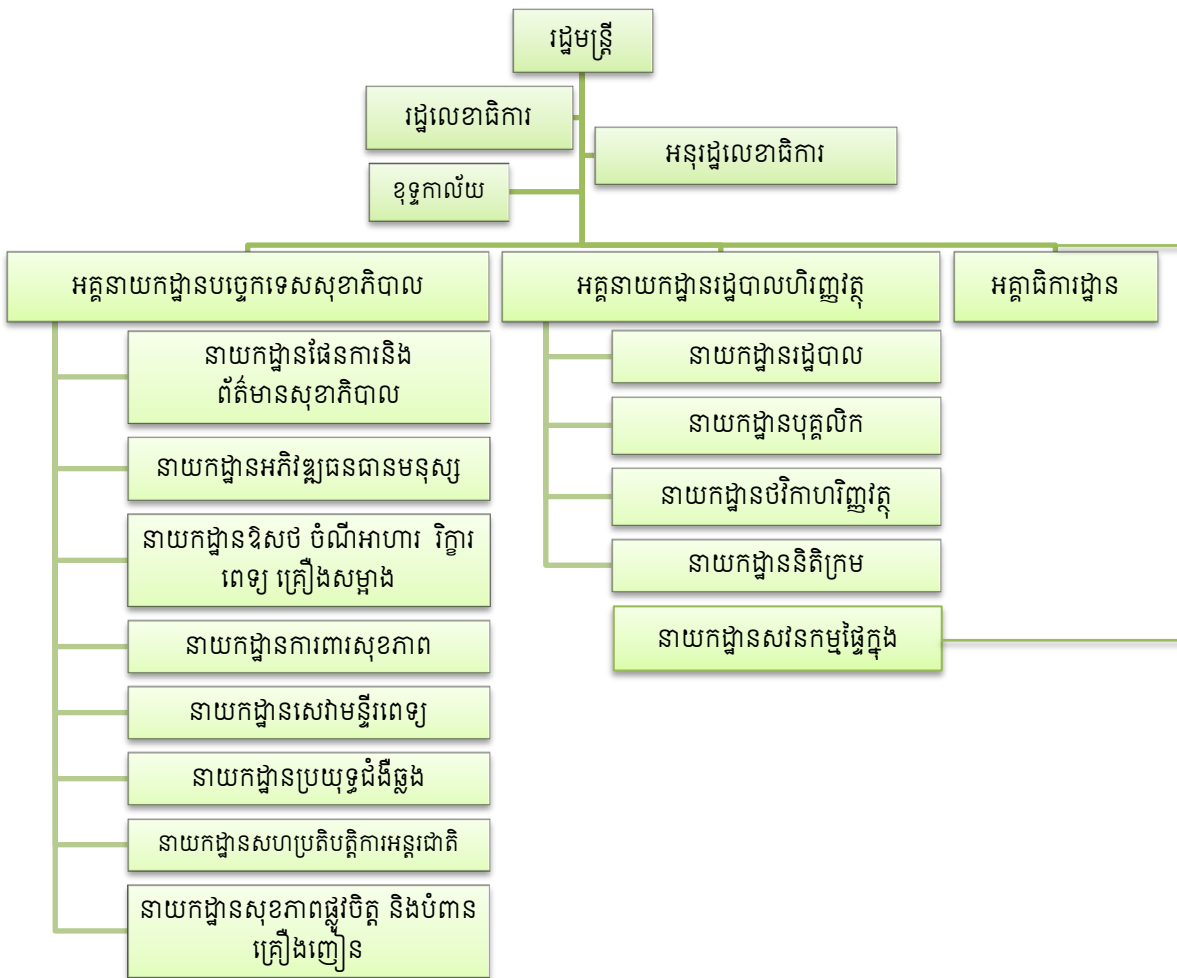 រដ្ឋមន្ត្រី
រដ្ឋលេខាធិការ
អនុរដ្ឋលេខាធិការ
ខុទ្ទកាល័យ
អគ្គនាយកដ្ឋានបច្ចេកទេសសុខាភិបាល
នាយកដ្ឋានផែនការនិង
ព័ត៌មានសុខាភិបាល
នាយកដ្ឋានអភិវឌ្ឍធនធានមនុស្ស
នាយកដ្ឋានឱសថ ចំណីអាហារ រិក្ខារ
ពេទ្យ គ្រឿងសម្អាង
នាយកដ្ឋានការពារសុខភាព
នាយកដ្ឋានសេវាមន្ទីរពេទ្យ
នាយកដ្ឋានប្រយុទ្ធជំងឺឆ្លង
នាយកដ្ឋានសហប្រតិបត្តិការអន្តរជាតិ
នាយកដ្ឋានសុខភាពផ្លូវចិត្ត និងបំពាន
គ្រឿងញៀន
អគ្គនាយកដ្ឋានរដ្ឋបាលហិរញ្ញវត្ថុ
នាយកដ្ឋានរដ្ឋបាល
នាយកដ្ឋានបុគ្គលិក
នាយកដ្ឋានថវិកាហរិញ្ញវត្ថុ
នាយកដ្ឋាននិតិក្រម
នាយកដ្ឋានសវនកម្មផ្ទៃក្នុង
អគ្គាធិការដ្ឋាន